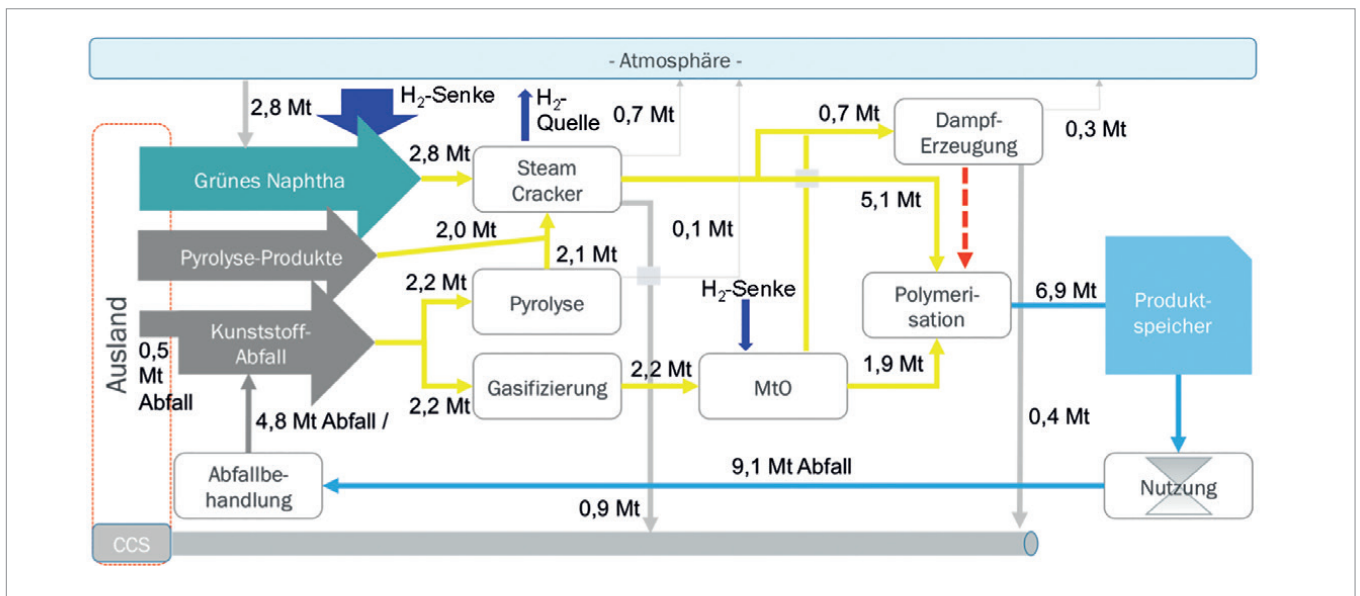 - Atmosphäre -
2,8 Mt
H₂-Senke
H₂-
Quelle
0,7 Mt
0,7 Mt
Dampf-
Erzeugung
0,3 Mt
Grünes Naphtha
2,8 Mt
Steam
Cracker
5,1 Mt
Ausland
Pyrolyse-Produkte
2,0 Mt
2,1 Mt
0,1 Mt
2,2 Mt
Pyrolyse
H₂-Senke
Polymeri-
sation
6,9 Mt
Produkt-
speicher
Kunststoff-
Abfall
0,5
Mt
Abfall
2,2 Mt
Gasifizierung
2,2 Mt
MtO
1,9 Mt
4,8 Mt Abfall /
0,4 Mt
Abfallbe-
handlung
9,1 Mt Abfall
Nutzung
0,9 Mt
CCS